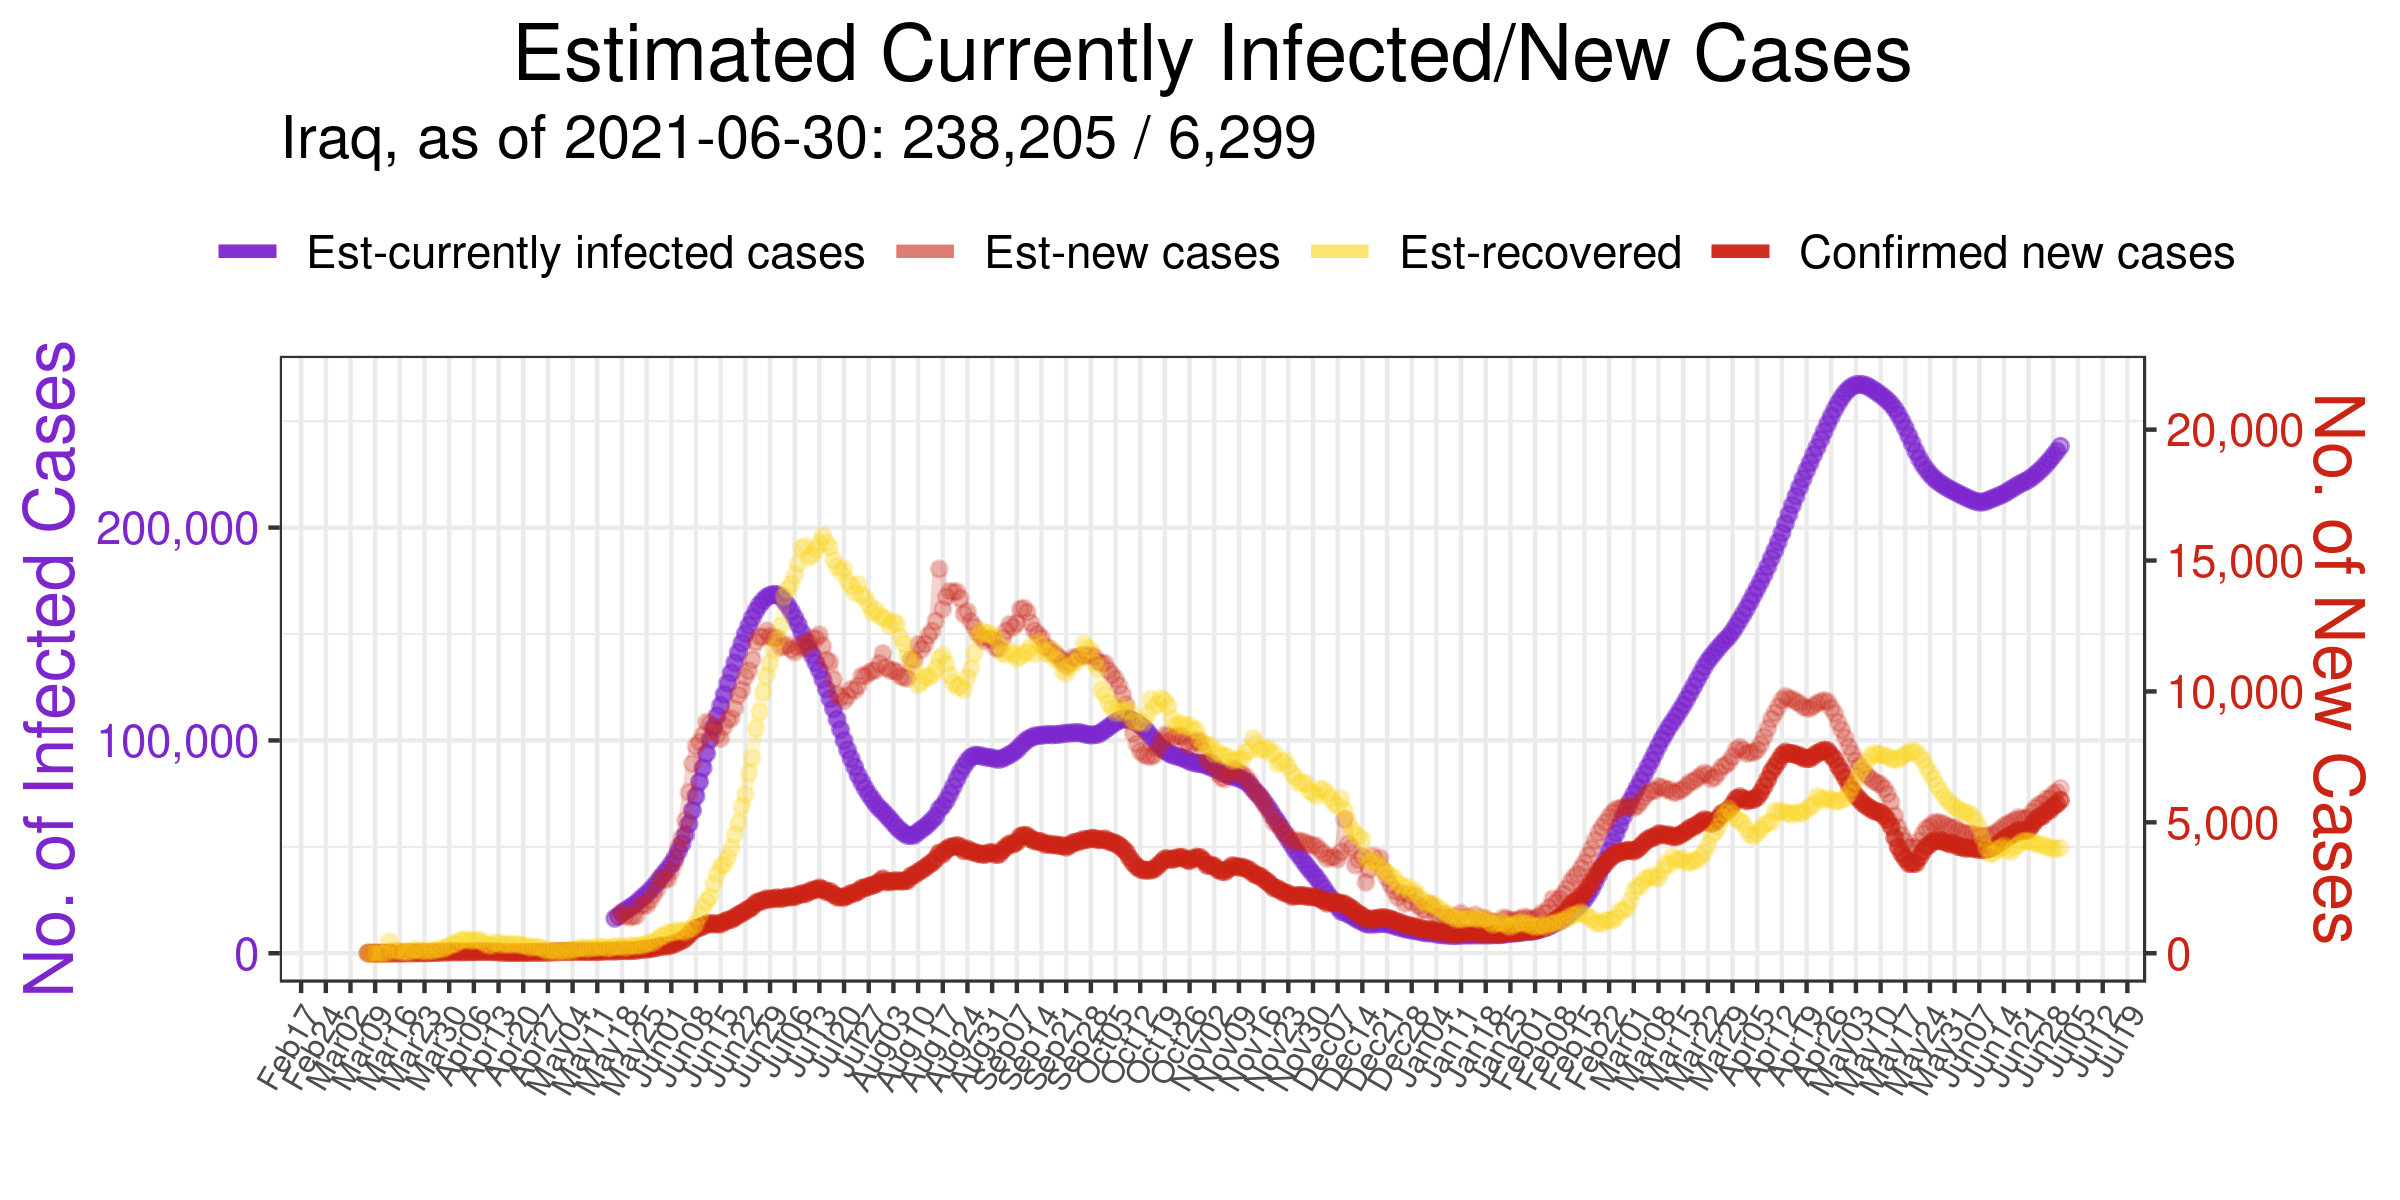 Estimated Currently Infected/New Cases
Iraq, as of 2021-06-30: 238,205 / 6,299
Est-currently infected cases Est-new cases Est-recovered Confirmed new cases
No. of Infected Cases
200,000
100,000
0
20,000
15,000
10,000
5,000
0
No. of New Cases
Feb17
Feb24
Mar02
Mar09
Mar16
Mar23
Mar30
Apr06
Apr13
Apr20
Apr27
May04
May11
May18
May25
Jun01
Jun08
Jun15
Jun22
Jun29
Jul06
Jul13
Jul20
Jul27
Aug03
Aug10
Aug17
Aug24
Aug31
Sep07
Sep14
Sep21
Sep28
Oct05
Oct12
Oct19
Oct26
Nov02
Nov09
Nov16
Nov23
Nov30
Dec07
Dec14
Dec21
Dec28
Jan04
Jan11
Jan18
Jan25
Feb01
Feb08
Feb15
Feb22
Mar01
Mar08
Mar15
Mar22
Mar29
Apr05
Apr12
Apr19
Apr26
May03
May10
May17
May24
May31
Jun07
Jun14
Jun21
Jun28
Jul05
Jul12
Jul19